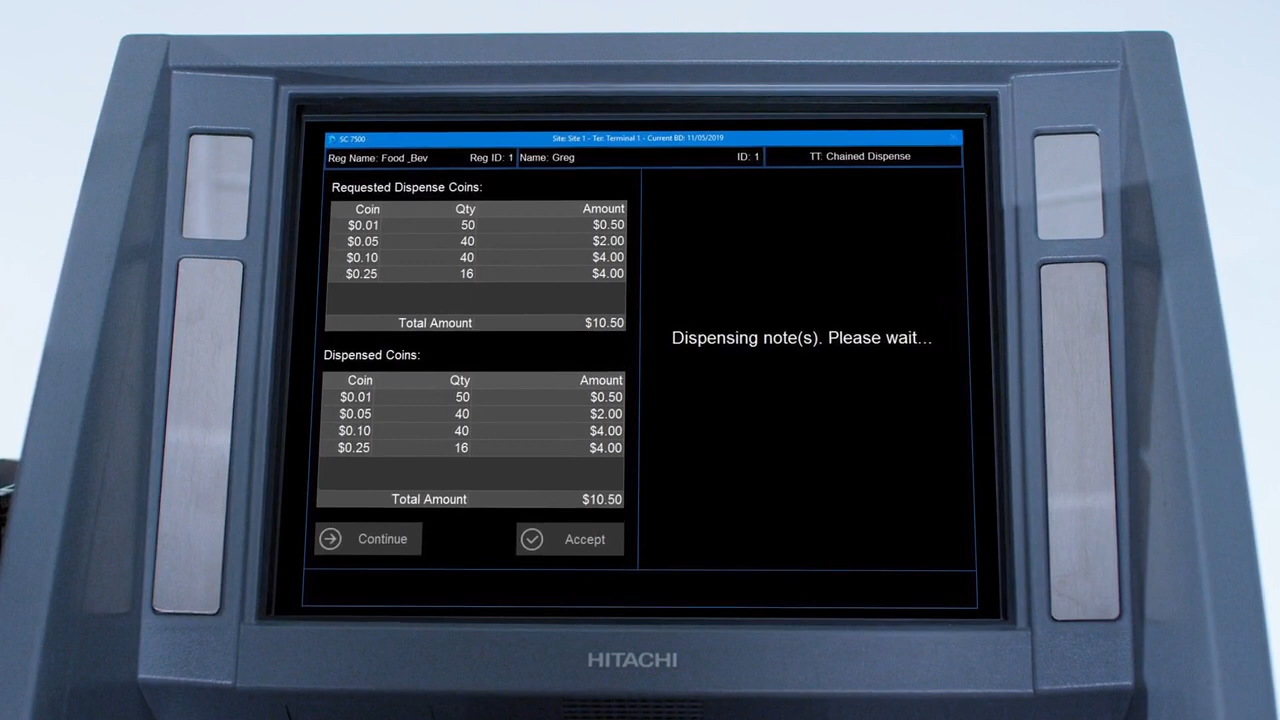 SC 7500
Site: Site 1 - Ter: Terminal 1 - Current BD: 11/05/2019
Reg Name: Food _Bev Reg ID: 1 Name: Greg ID: 1 TT: Chained Dispense
Requested Dispense Coins:
Coin Qty Amount
$0.01 50 $0.50
$0.05 40 $2.00
$0.10 40 $4.00
$0.25 16 $4.00
Total Amount $10.50
Dispensed Coins:
Coin Qty Amount
$0.01 50 $0.50
$0.05 40 $2.00
$0.10 40 $4.00
$0.25 16 $4.00
Total Amount $10.50
Continue Accept
Dispensing note(s). Please wait...
HITACHI